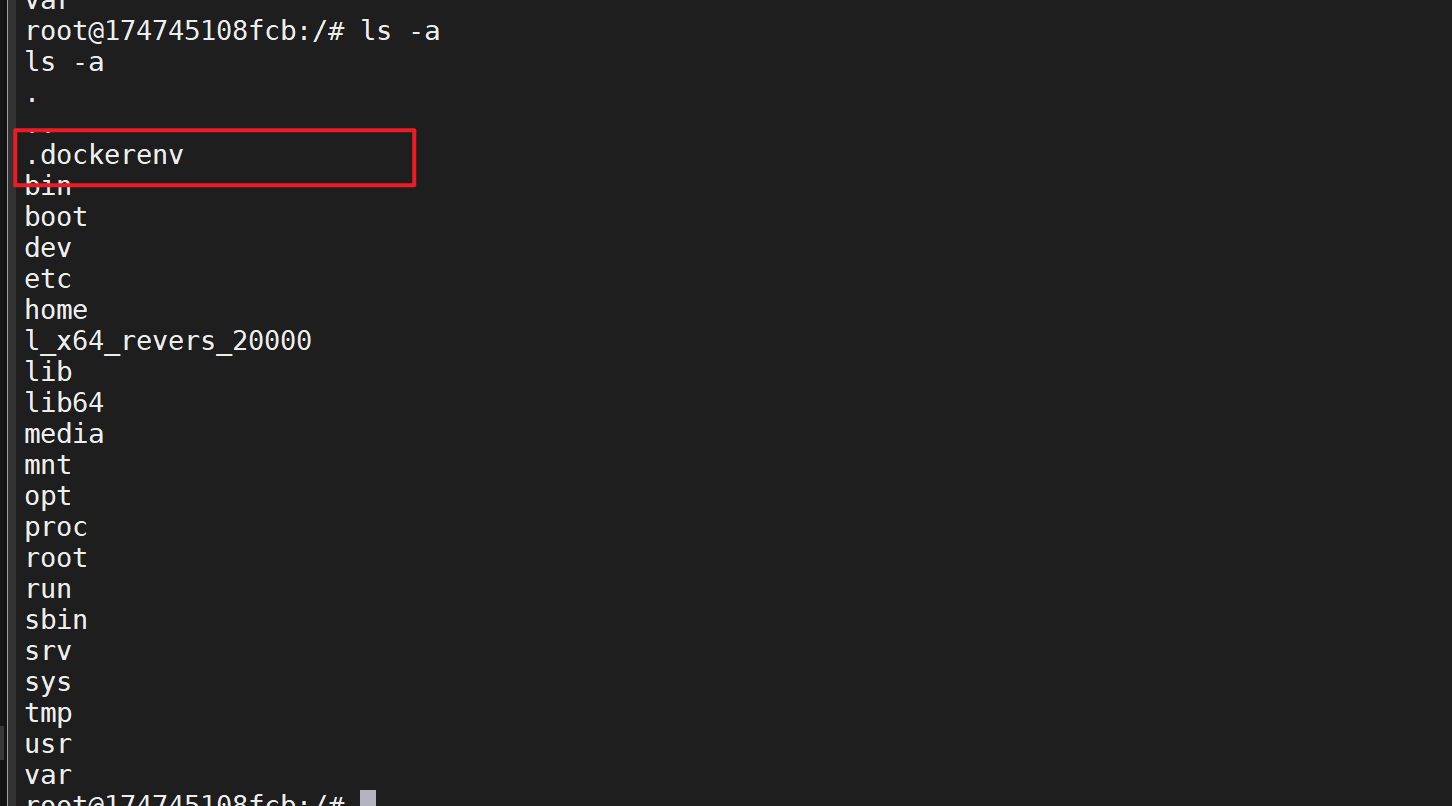 var
root@174745108fcb:/# ls -a
ls -a
.
..
.dockerenv
bin
boot
dev
etc
home
l_x64_revers_20000
lib
lib64
media
mnt
opt
proc
root
run
sbin
srv
sys
tmp
usr
var
root@174745108fcb:/#